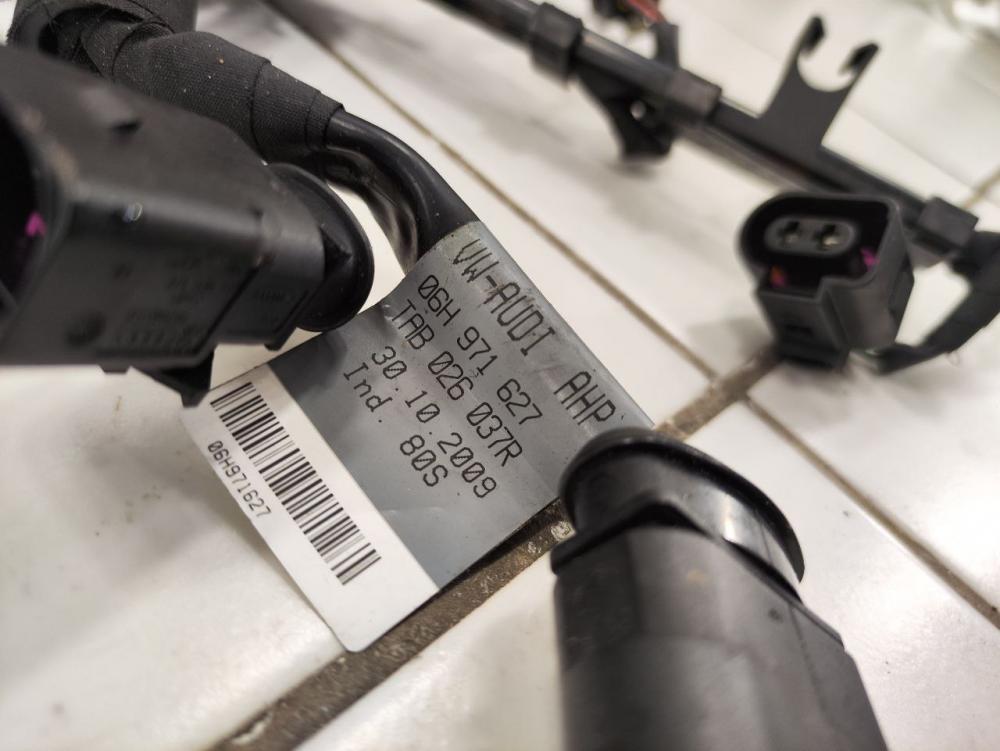 VW-AUDI AHP
06H 971 627
TAB 026 037R
30.10.2009
Ind. 80S
06H971627